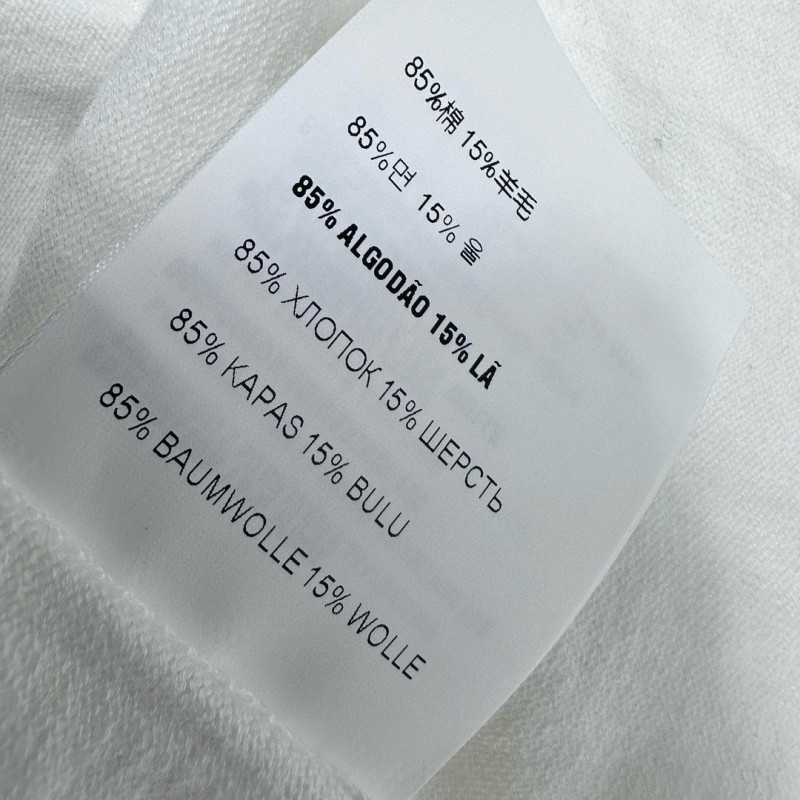 85%棉 15%羊毛
85%면 15% 울
85% ALGODÃO 15% LÃ
85% ХЛОПОК 15% ШЕРСТЬ
85% KAPAS 15% BULU
85% BAUMWOLLE 15% WOLLE